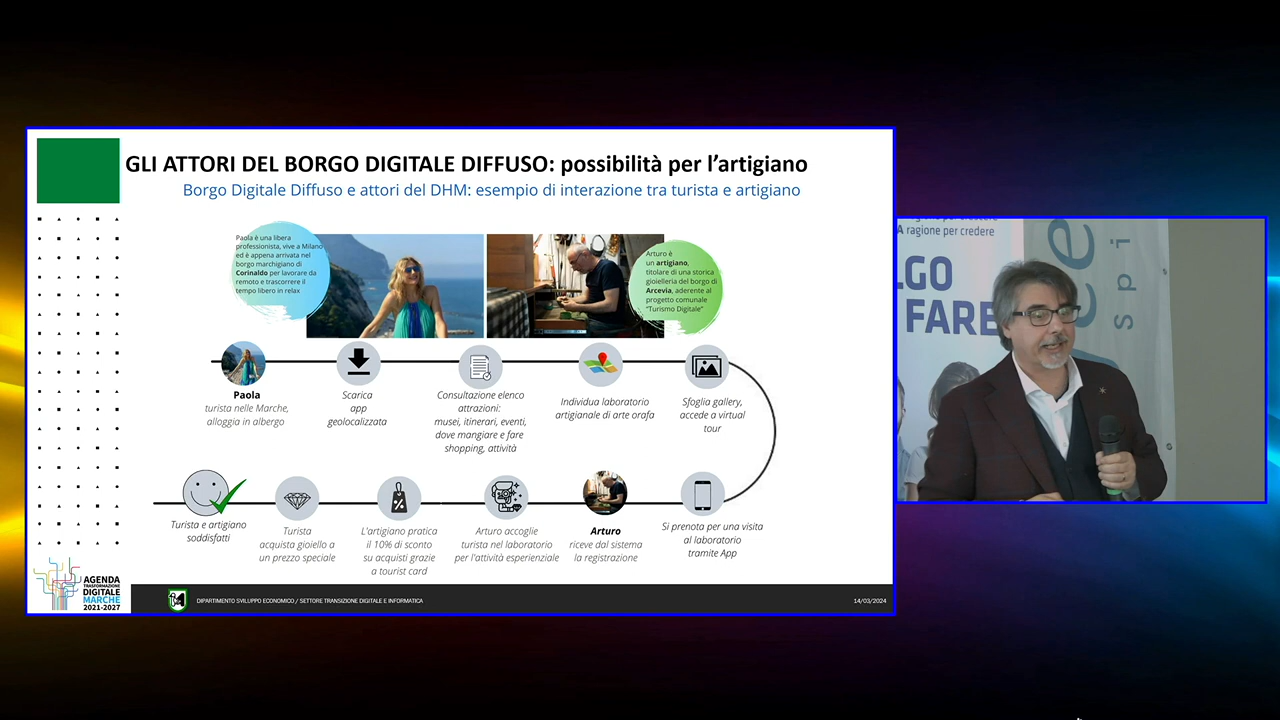 GLI ATTORI DEL BORGO DIGITALE DIFFUSO: possibilità per l'artigiano
Borgo Digitale Diffuso e attori del DHM: esempio di interazione tra turista e artigiano
Paola è una libera
professionista, vive a Milano
ed è appena arrivata nel
borgo marchigiano di
Corinaldo per lavorare da
remoto e trascorrere il
tempo libero in relax
Arturo è
un artigiano,
titolare di una storica
gioielleria del borgo di
Arcevia, aderente al
progetto comunale
"Turismo Digitale"
Paola
turista nelle Marche,
alloggia in albergo
Scarica
app
geolocalizzata
Consultazione elenco
attrazioni:
musei, itinerari, eventi,
dove mangiare e fare
shopping, attività
Individua laboratorio
artigianale di arte orafa
Sfoglia gallery,
accede a virtual
tour
Turista e artigiano
soddisfatti
Turista
acquista gioiello a
un prezzo speciale
L'artigiano pratica
il 10% di sconto
su acquisti grazie
a tourist card
Arturo accoglie
turista nel laboratorio
per l'attività esperienziale
Arturo
riceve dal sistema
la registrazione
Si prenota per una visita
al laboratorio
tramite App
AGENDA
TRASFORMAZIONE
DIGITALE
MARCHE
2021-2027
DIPARTIMENTO SVILUPPO ECONOMICO / SETTORE TRANSIZIONE DIGITALE E INFORMATICA
14/03/2024
A ragione per credere
LGO
FARE
spi